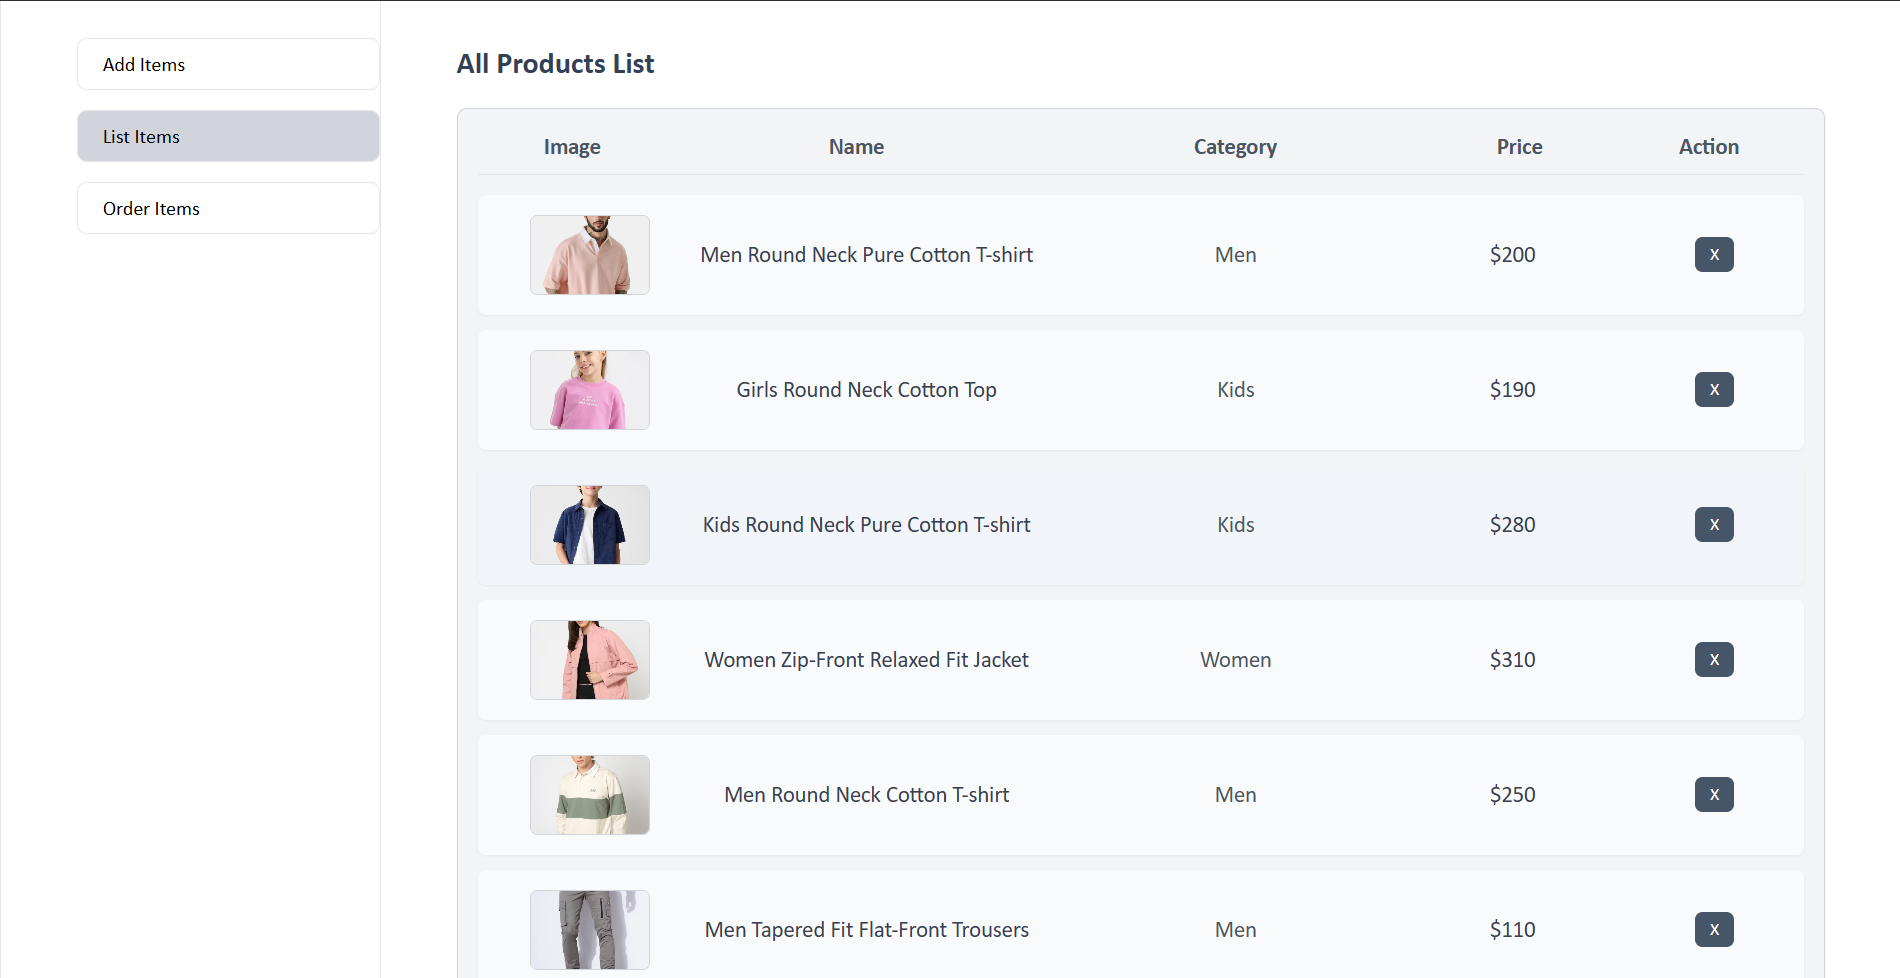 Add Items
List Items
Order Items
All Products List
Image Name Category Price Action
Men Round Neck Pure Cotton T-shirt Men $200 X
Girls Round Neck Cotton Top Kids $190 X
Kids Round Neck Pure Cotton T-shirt Kids $280 X
Women Zip-Front Relaxed Fit Jacket Women $310 X
Men Round Neck Cotton T-shirt Men $250 X
Men Tapered Fit Flat-Front Trousers Men $110 X